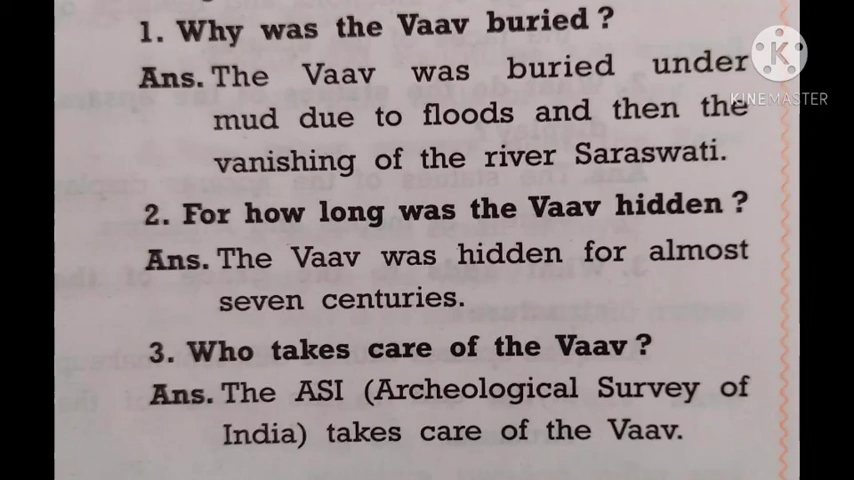 1. Why was the Vaav buried ?
Ans. The Vaav was buried under
mud due to floods and then the
vanishing of the river Saraswati.
2. For how long was the Vaav hidden ?
Ans. The Vaav was hidden for almost
seven centuries.
3. Who takes care of the Vaav ?
Ans. The ASI (Archeological Survey of
India) takes care of the Vaav.
KINEMASTER